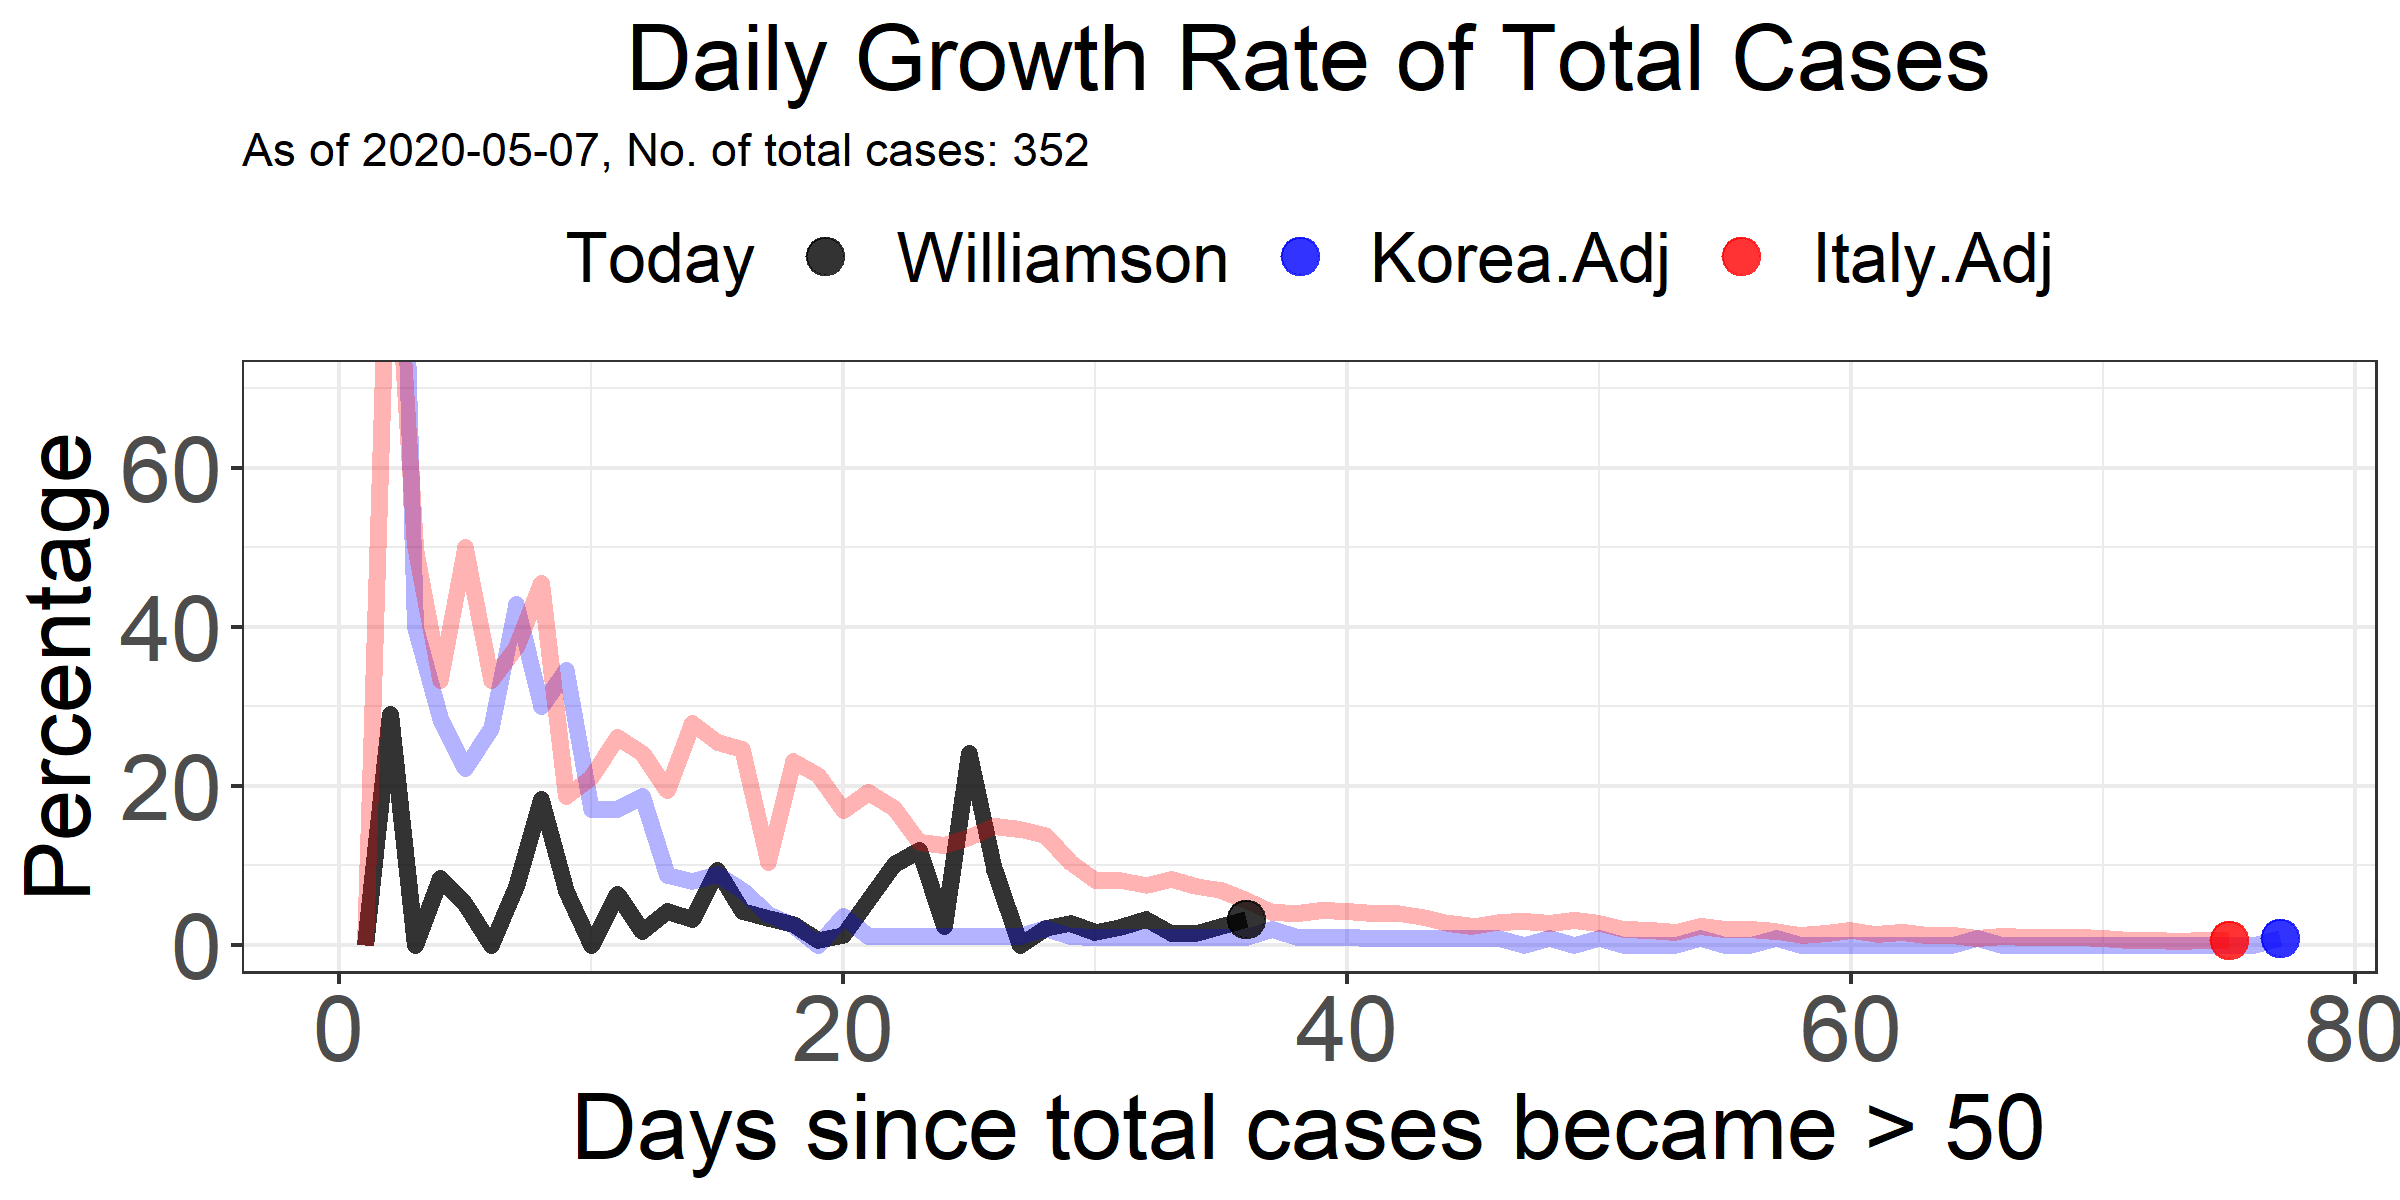 Daily Growth Rate of Total Cases
As of 2020-05-07, No. of total cases: 352
Today Williamson Korea.Adj Italy.Adj
Percentage
60
40
20
0
0 20 40 60 80
Days since total cases became > 50